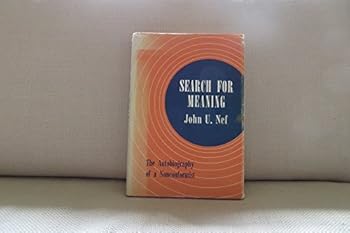 SEARCH FOR
MEANING
John U. Nef
The Autobiography
of a Nonconformist